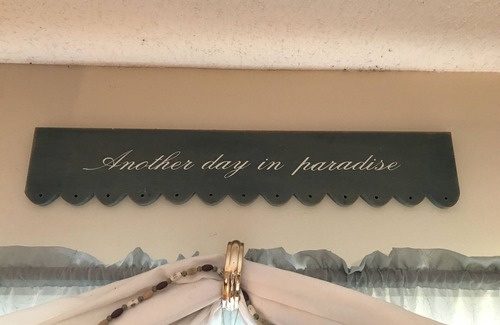 Another day in paradise